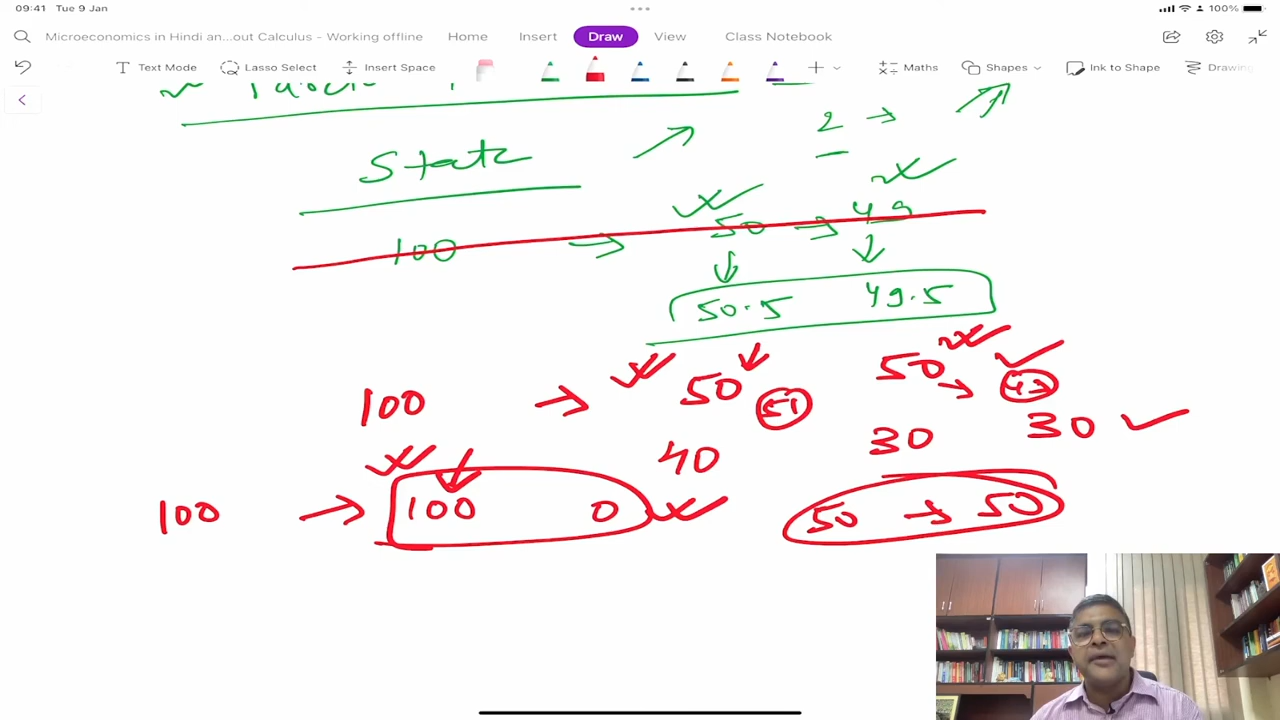 09:41 Tue 9 Jan 100%
Microeconomics in Hindi an...out Calculus - Working offline Home Insert Draw View Class Notebook
Text Mode Lasso Select Insert Space Maths Shapes Ink to Shape Drawing
2 →
State
100 → 50 → 49
50.5 49.5
100 → 50 51 50 →
40 30 30
100 → 100 0 50 → 50